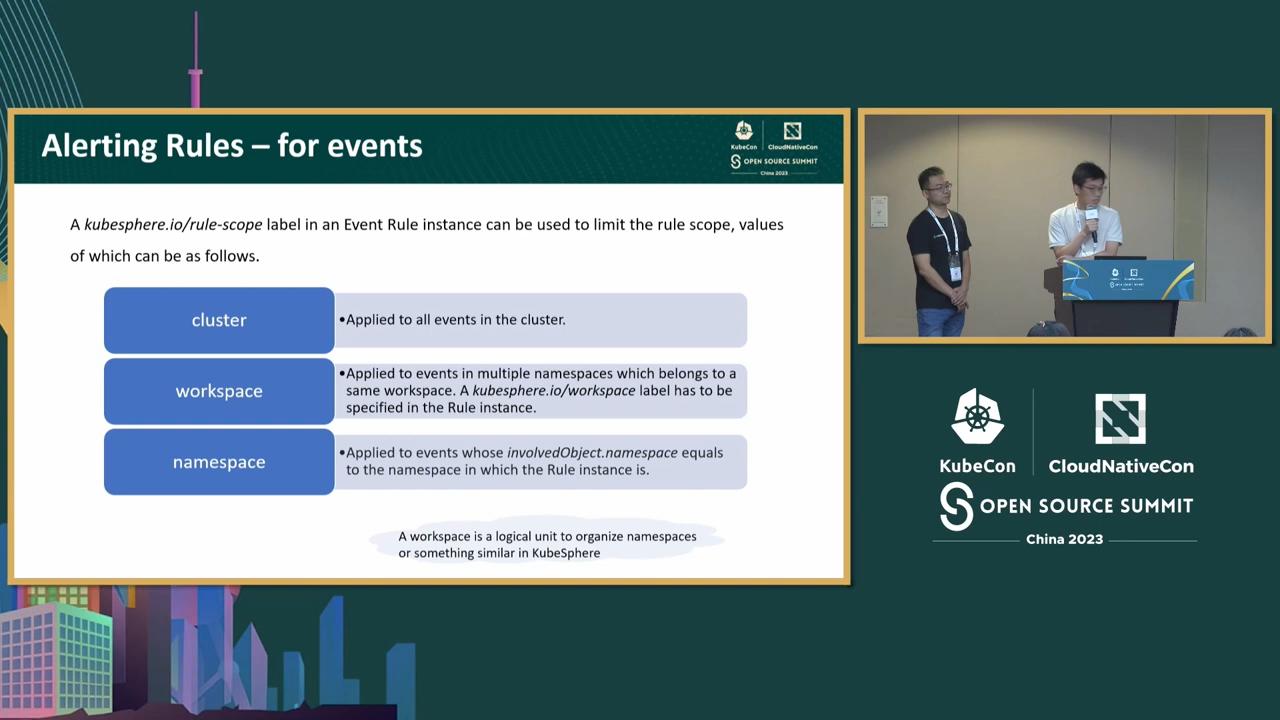 Alerting Rules – for events
KubeCon
CloudNativeCon
OPEN SOURCE SUMMIT
China 2023
A kubesphere.io/rule-scope label in an Event Rule instance can be used to limit the rule scope, values
of which can be as follows.
cluster
•Applied to all events in the cluster.
workspace
•Applied to events in multiple namespaces which belongs to a
same workspace. A kubesphere.io/workspace label has to be
specified in the Rule instance.
namespace
•Applied to events whose involvedObject.namespace equals
to the namespace in which the Rule instance is.
A workspace is a logical unit to organize namespaces
or something similar in KubeSphere
KubeCon
CloudNativeCon
OPEN SOURCE SUMMIT
China 2023